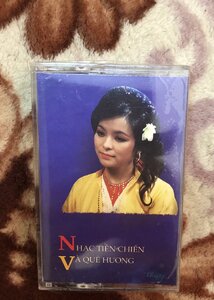 NHẠC TIỀN-CHIẾN
VÀ QUÊ HƯƠNG